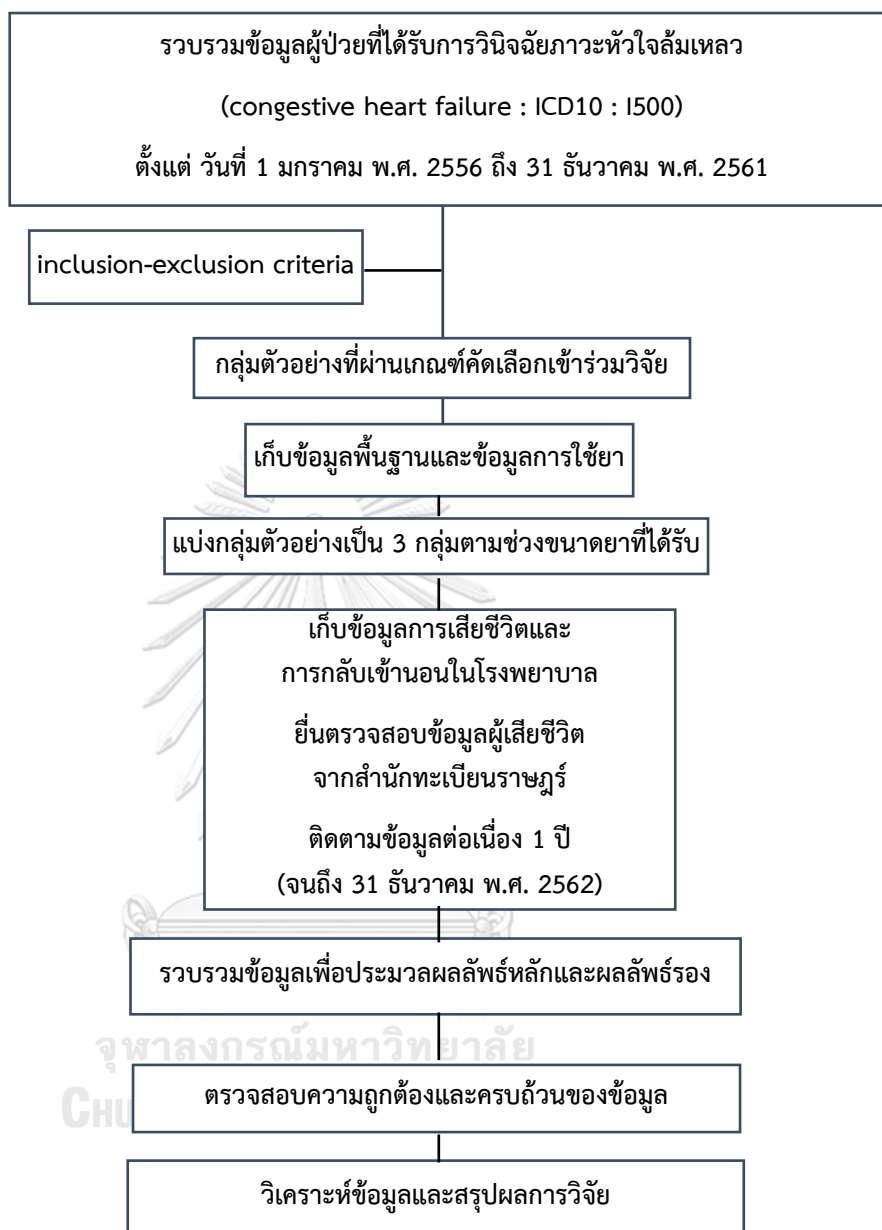 รวบรวมข้อมูลผู้ป่วยที่ได้รับการวินิจฉัยภาวะหัวใจล้มเหลว
(congestive heart failure : ICD10 : I500)
ตั้งแต่ วันที่ 1 มกราคม พ.ศ. 2556 ถึง 31 ธันวาคม พ.ศ. 2561
inclusion-exclusion criteria
กลุ่มตัวอย่างที่ผ่านเกณฑ์คัดเลือกเข้าร่วมวิจัย
เก็บข้อมูลพื้นฐานและข้อมูลการใช้ยา
แบ่งกลุ่มตัวอย่างเป็น 3 กลุ่มตามช่วงขนาดยาที่ได้รับ
เก็บข้อมูลการเสียชีวิตและ
การกลับเข้านอนในโรงพยาบาล
ยื่นตรวจสอบข้อมูลผู้เสียชีวิต
จากสำนักทะเบียนราษฎร์
ติดตามข้อมูลต่อเนื่อง 1 ปี
(จนถึง 31 ธันวาคม พ.ศ. 2562)
รวบรวมข้อมูลเพื่อประมวลผลลัพธ์หลักและผลลัพธ์รอง
จุฬาลงกรณ์มหาวิทยาลัย
ตรวจสอบความถูกต้องและครบถ้วนของข้อมูล
วิเคราะห์ข้อมูลและสรุปผลการวิจัย